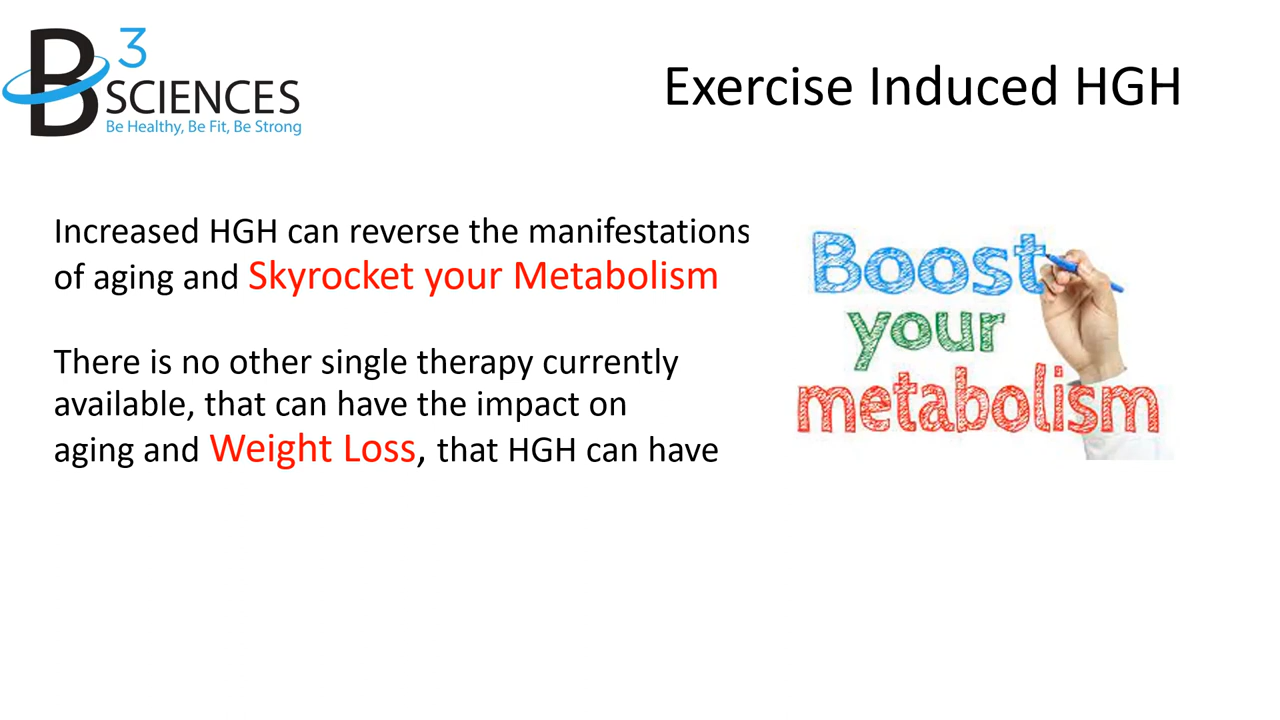 B 3
SCIENCES
Be Healthy, Be Fit, Be Strong
Exercise Induced HGH
Increased HGH can reverse the manifestations
of aging and Skyrocket your Metabolism
There is no other single therapy currently
available, that can have the impact on
aging and Weight Loss, that HGH can have
Boost
your
metabolism